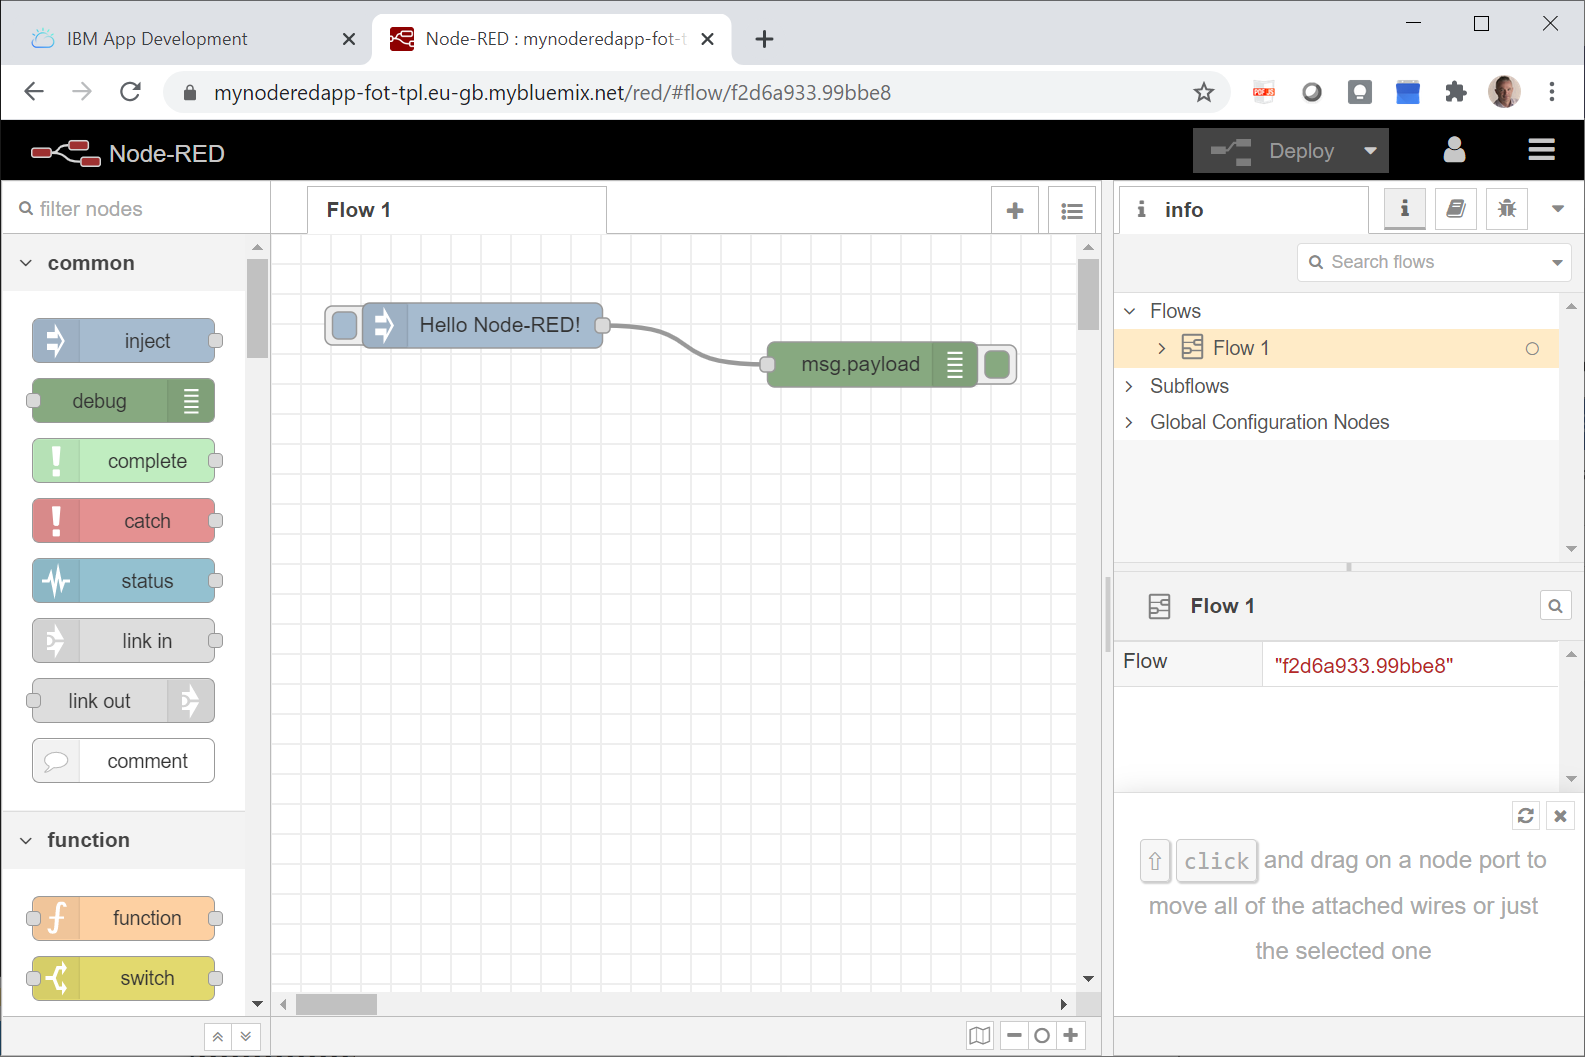 IBM App Development
Node-RED : mynoderedapp-fot-t
mynoderedapp-fot-tpl.eu-gb.mybluemix.net/red/#flow/f2d6a933.99bbe8
PDF JS
Node-RED
Deploy
filter nodes
Flow 1
info
Search flows
common
inject
debug
complete
catch
status
link in
link out
comment
function
function
switch
Hello Node-RED!
msg.payload
Flows
Flow 1
Subflows
Global Configuration Nodes
Flow 1
Flow "f2d6a933.99bbe8"
⇧ click and drag on a node port to
move all of the attached wires or just
the selected one